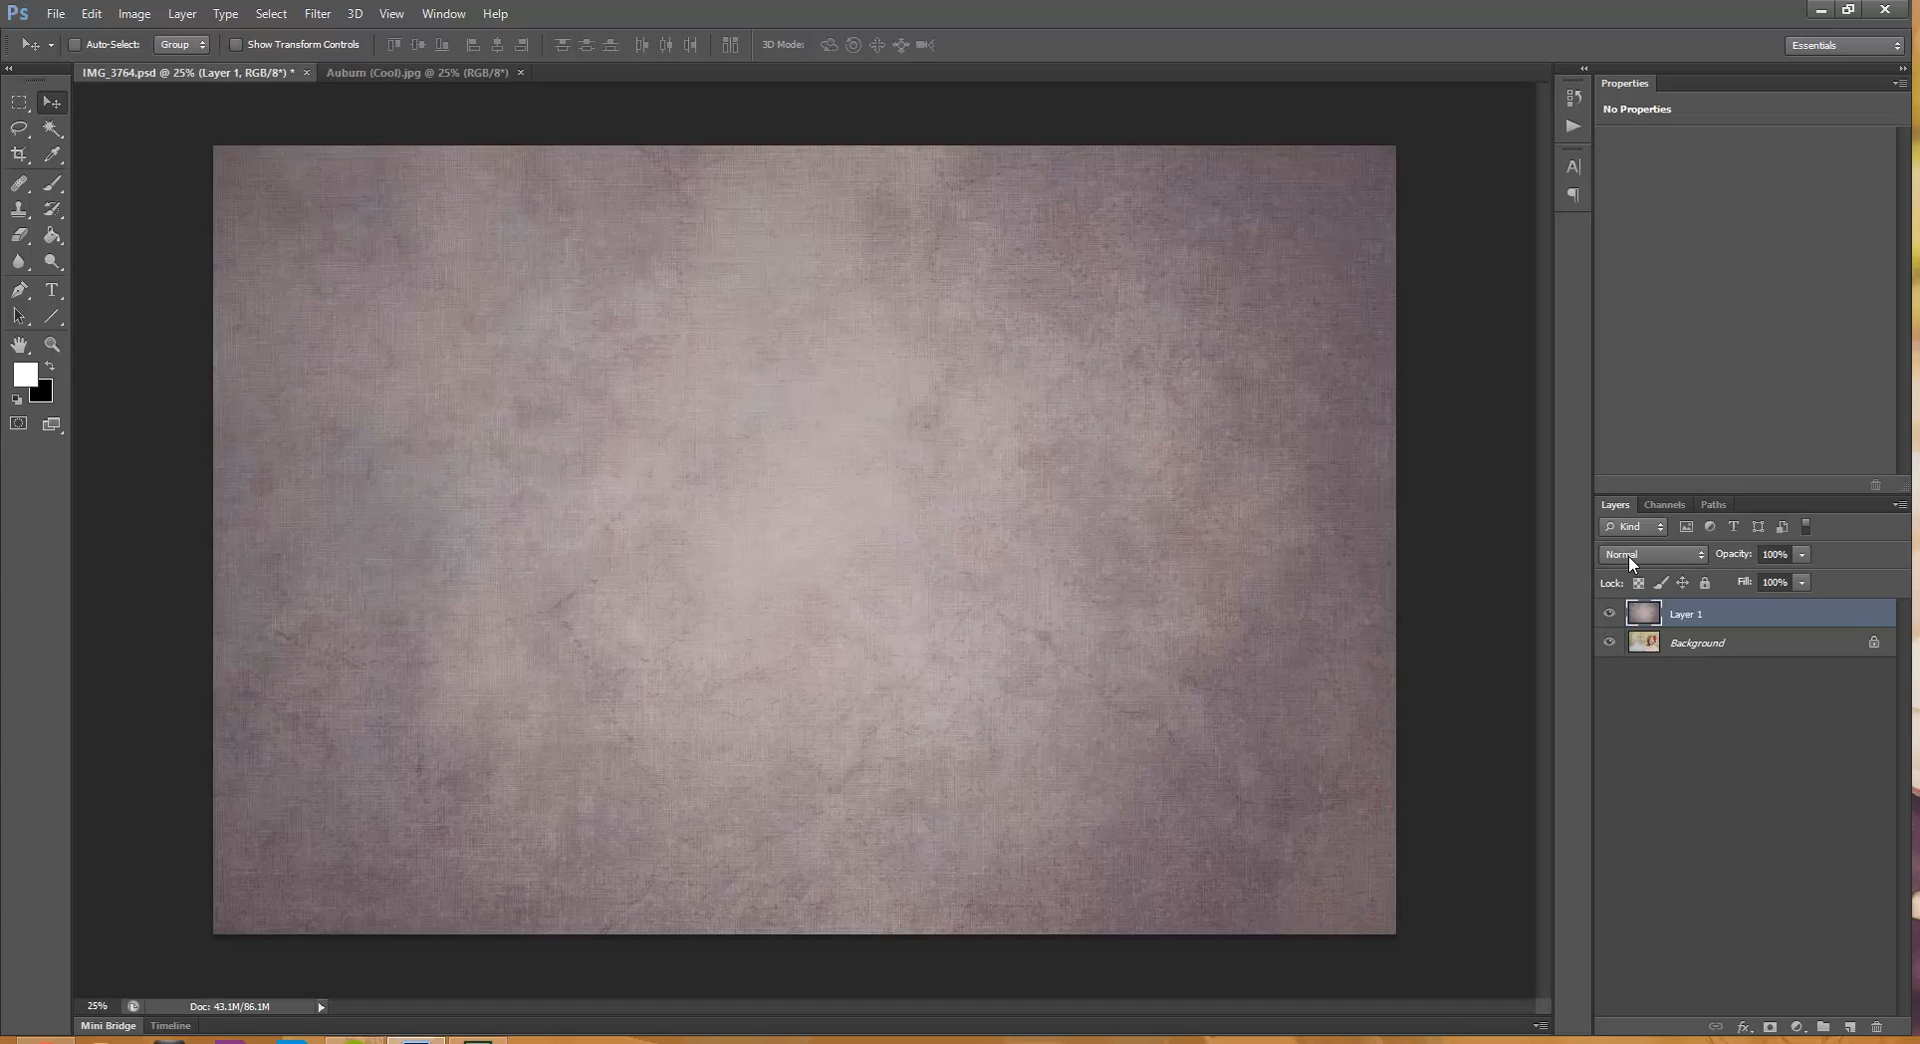 Ps File Edit Image Layer Type Select Filter 3D View Window Help
Auto-Select: Group Show Transform Controls 3D Mode: Essentials
IMG_3764.psd @ 25% (Layer 1, RGB/8*) * × Auburn (Cool).jpg @ 25% (RGB/8*) ×
Properties
No Properties
Layers Channels Paths
Kind
Normal Opacity: 100%
Lock: Fill: 100%
Layer 1
Background
25% Doc: 43.1M/86.1M
Mini Bridge Timeline